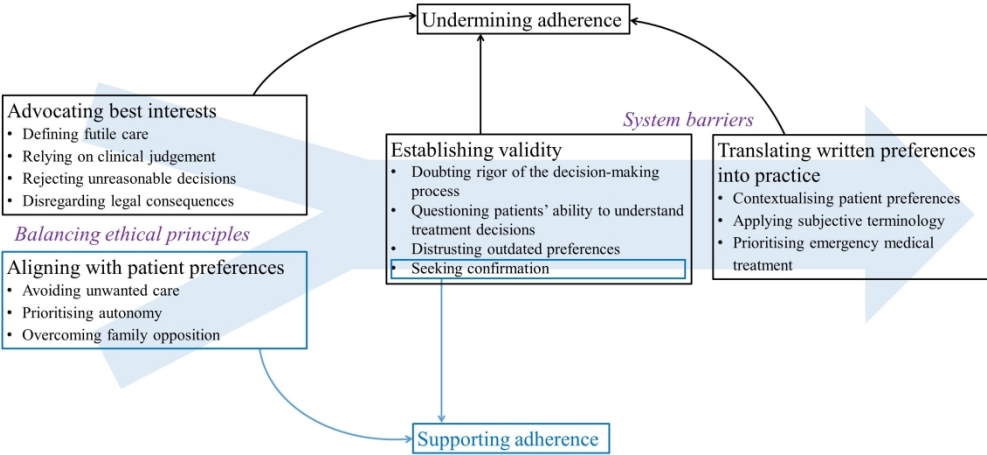 Undermining adherence
Advocating best interests
• Defining futile care
• Relying on clinical judgement
• Rejecting unreasonable decisions
• Disregarding legal consequences
Balancing ethical principles
Aligning with patient preferences
• Avoiding unwanted care
• Prioritising autonomy
• Overcoming family opposition
Establishing validity
• Doubting rigor of the decision-making
process
• Questioning patients' ability to understand
treatment decisions
• Distrusting outdated preferences
• Seeking confirmation
System barriers
Translating written preferences
into practice
• Contextualising patient preferences
• Applying subjective terminology
• Prioritising emergency medical
treatment
Supporting adherence